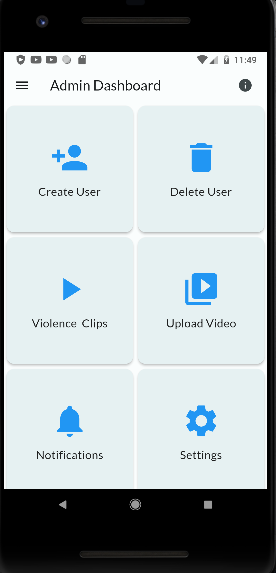 11:49
Admin Dashboard
Create User
Delete User
Violence Clips
Upload Video
Notifications
Settings